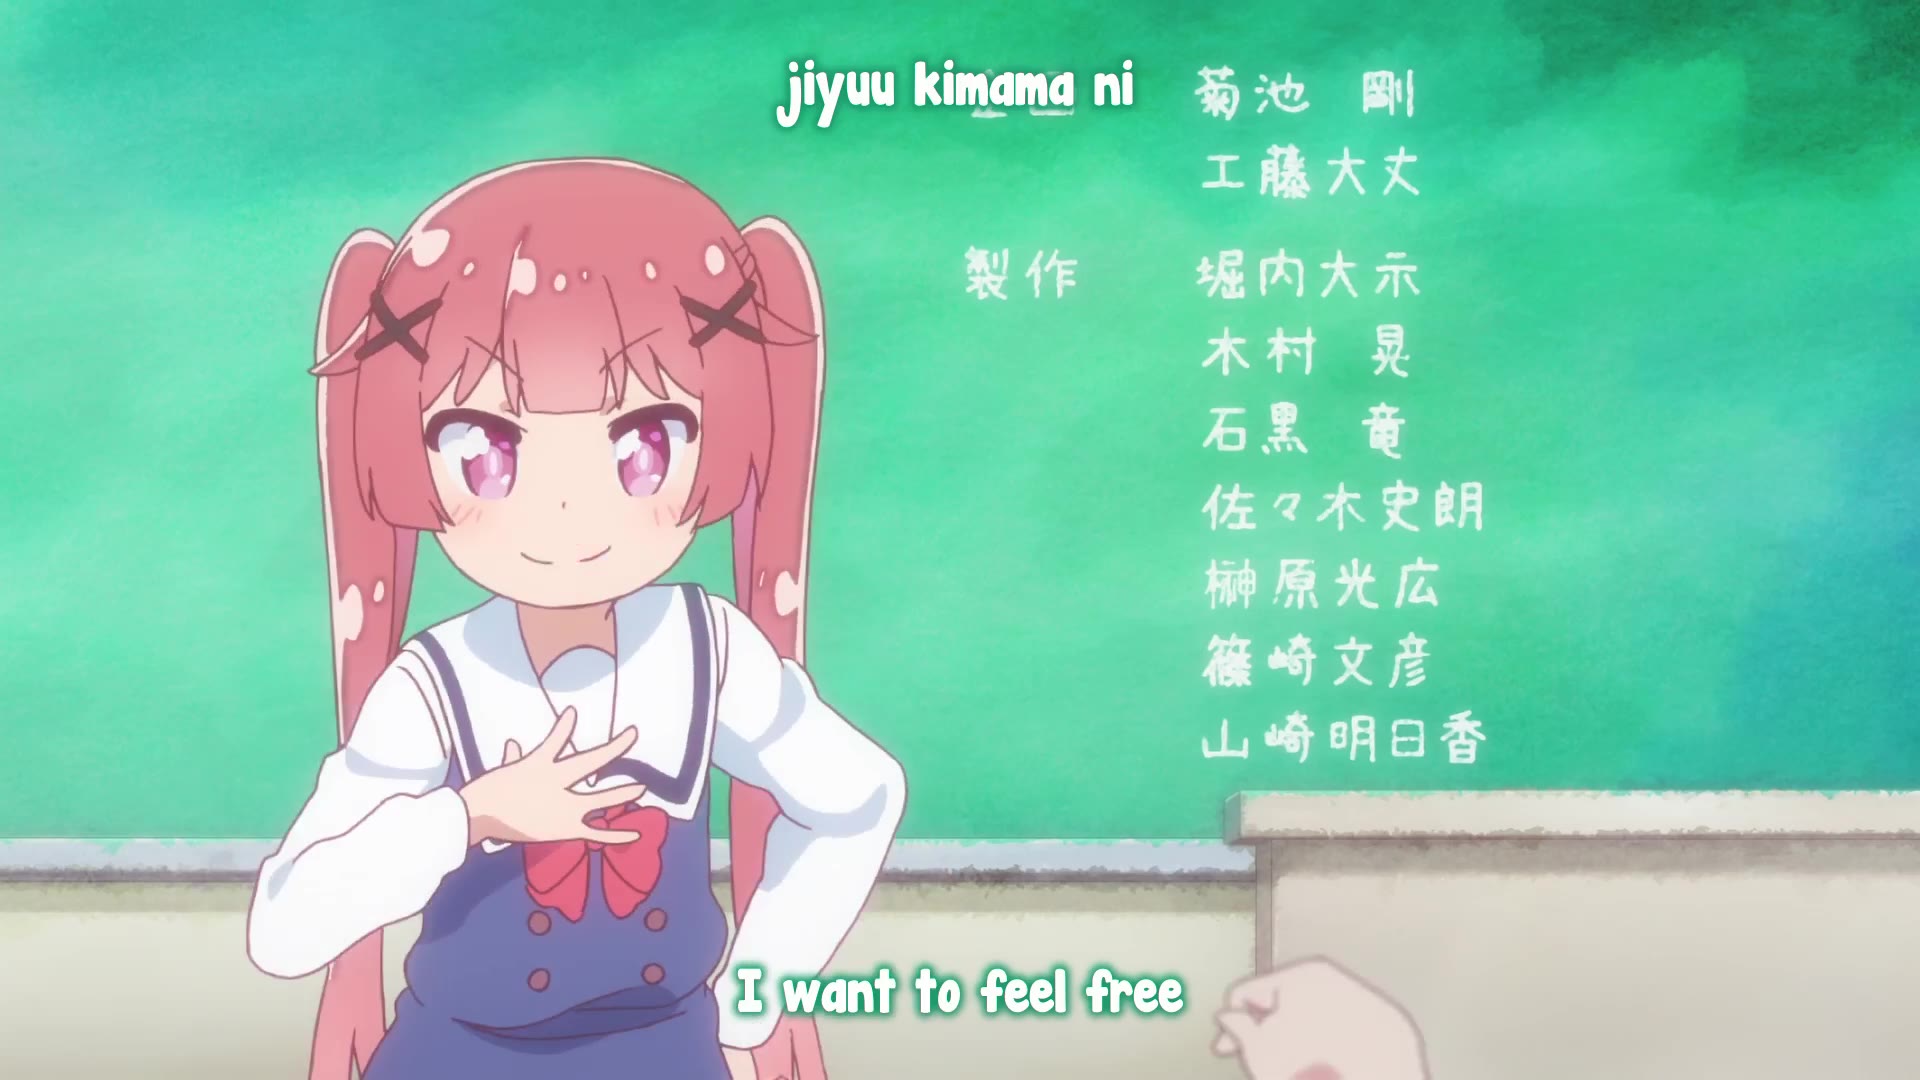 jiyuu kimama ni
菊池 剛
工藤大丈
製作 堀内大示
木村 晃
石黒 竜
佐々木史朗
榊原光広
篠崎文彦
山崎明日香
I want to feel free